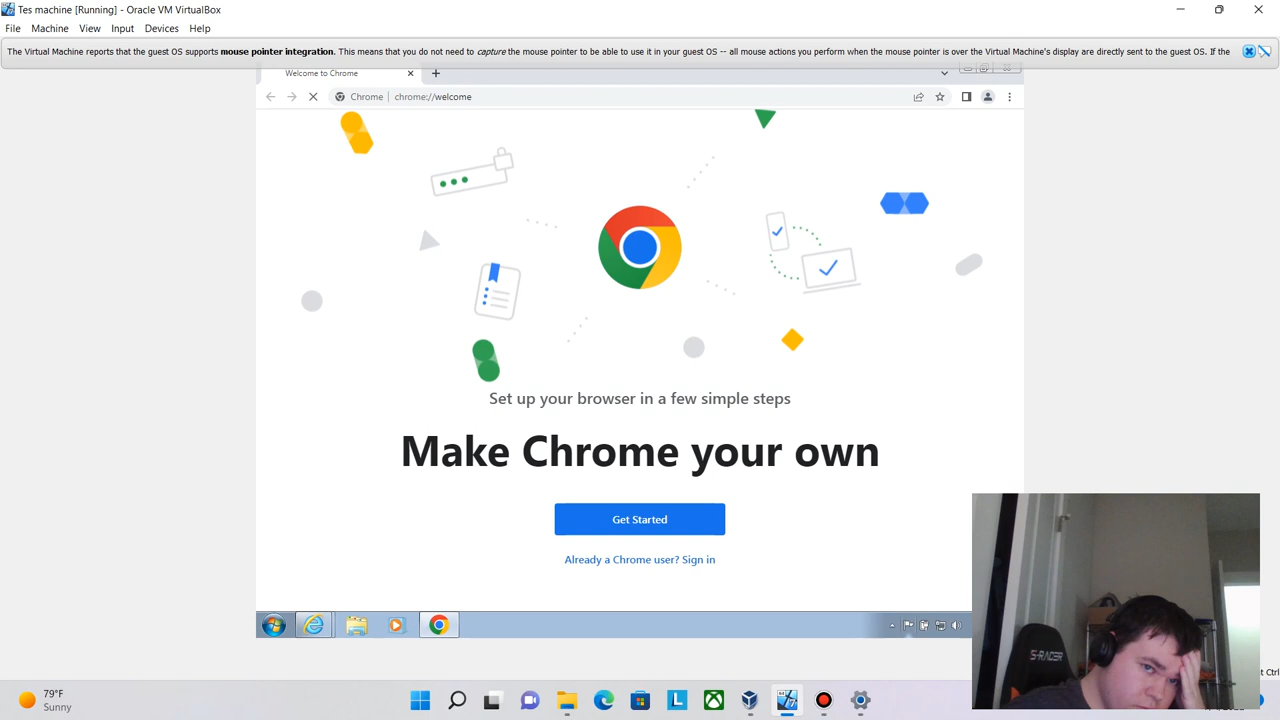 Tes machine [Running] - Oracle VM VirtualBox
File Machine View Input Devices Help
The Virtual Machine reports that the guest OS supports mouse pointer integration. This means that you do not need to capture the mouse pointer to be able to use it in your guest OS -- all mouse actions you perform when the mouse pointer is over the Virtual Machine's display are directly sent to the guest OS. If the
Welcome to Chrome
Chrome chrome://welcome
Set up your browser in a few simple steps
Make Chrome your own
Get Started
Already a Chrome user? Sign in
S-RACER
Ctrl
79°F
Sunny